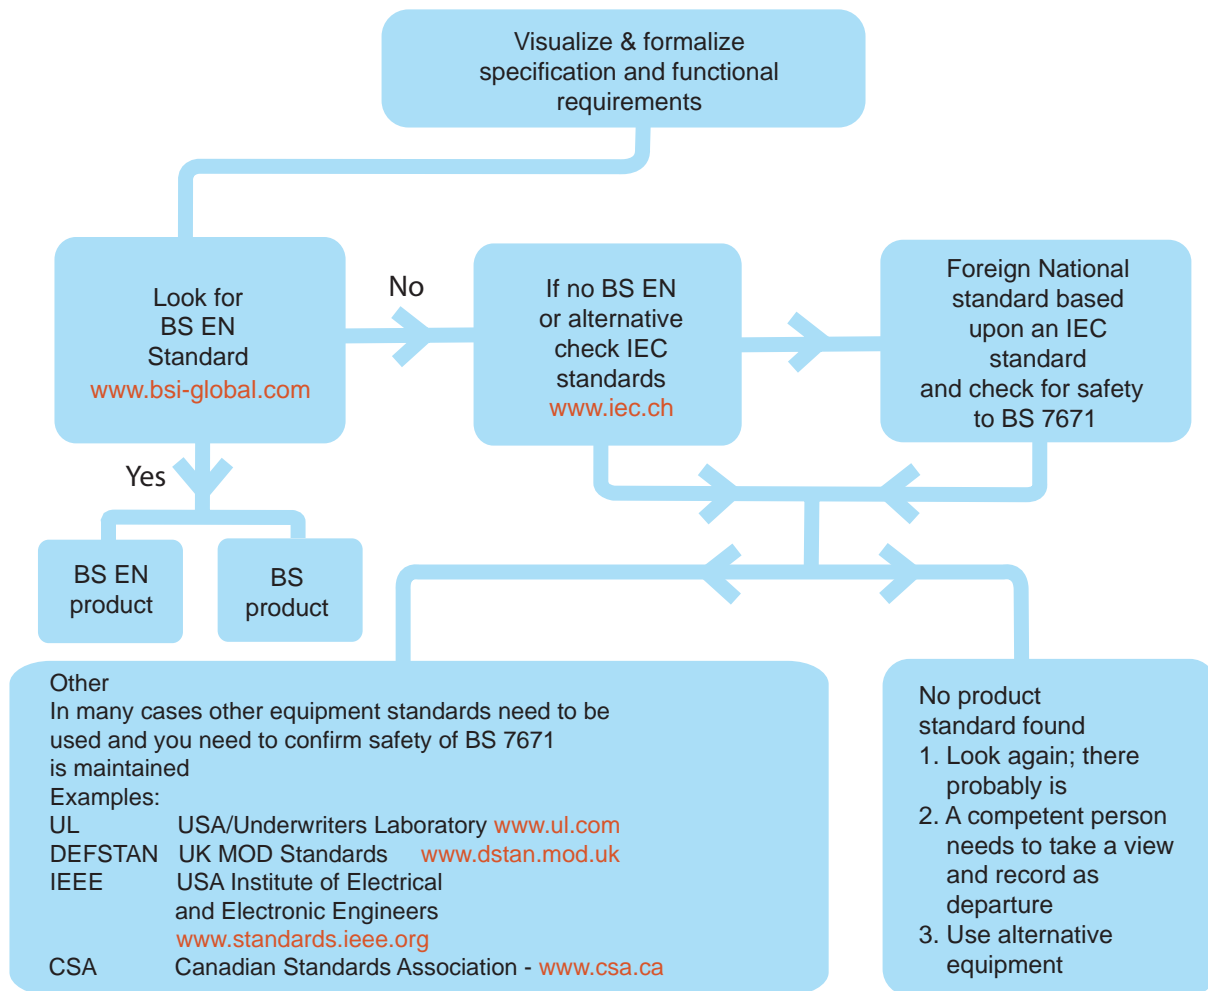 Visualize & formalize
specification and functional
requirements
Look for
BS EN
Standard
www.bsi-global.com
No
If no BS EN
or alternative
check IEC
standards
www.iec.ch
Foreign National
standard based
upon an IEC
standard
and check for safety
to BS 7671
Yes
BS EN
product
BS
product
Other
In many cases other equipment standards need to be
used and you need to confirm safety of BS 7671
is maintained
Examples:
UL USA/Underwriters Laboratory www.ul.com
DEFSTAN UK MOD Standards www.dstan.mod.uk
IEEE USA Institute of Electrical
and Electronic Engineers
www.standards.ieee.org
CSA Canadian Standards Association - www.csa.ca
No product
standard found
1. Look again; there
probably is
2. A competent person
needs to take a view
and record as
departure
3. Use alternative
equipment